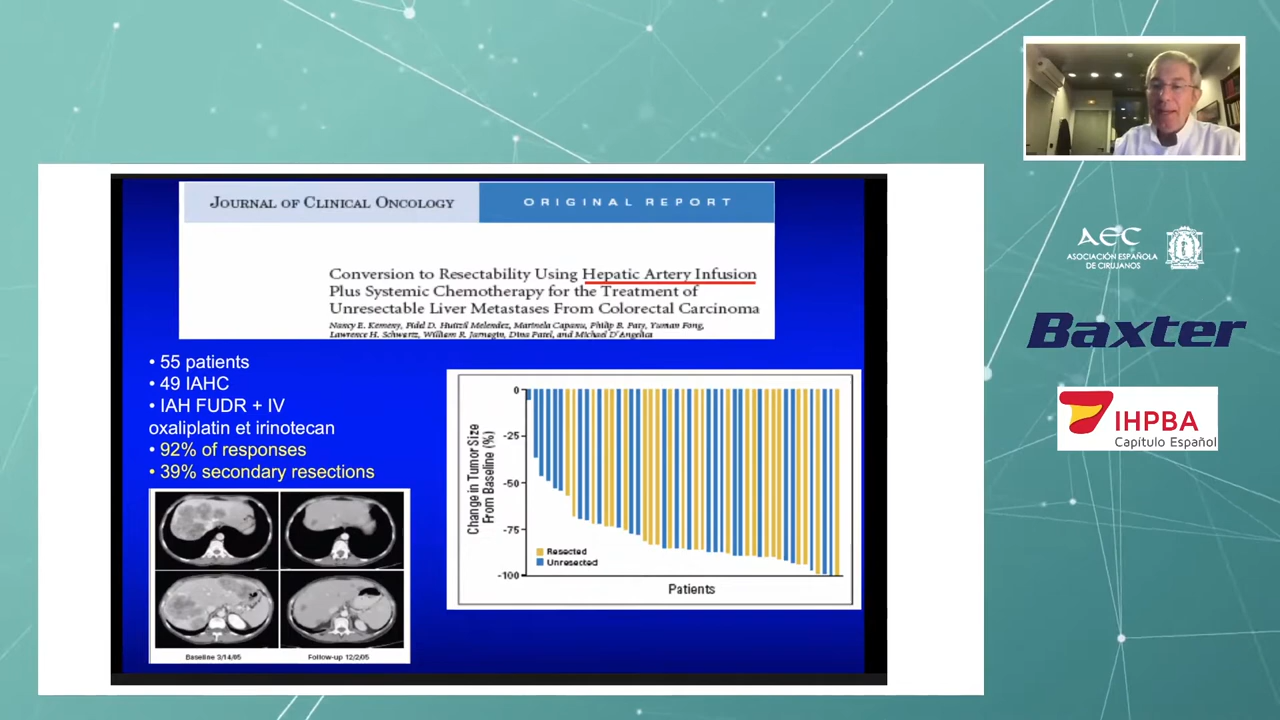 JOURNAL OF CLINICAL ONCOLOGY
ORIGINAL REPORT
Conversion to Resectability Using Hepatic Artery Infusion
Plus Systemic Chemotherapy for the Treatment of
Unresectable Liver Metastases From Colorectal Carcinoma
Nancy E. Kemeny, Fidel D. Huitzil Melendez, Marinela Capanu, Philip B. Paty, Yuman Fong,
Lawrence H. Schwartz, William R. Jarnagin, Dina Patel, and Michael D'Angelica
• 55 patients
• 49 IAHC
• IAH FUDR + IV
oxaliplatin et irinotecan
• 92% of responses
• 39% secondary resections
Baseline 3/14/05
Follow-up 12/2/05
Change in Tumor Size
From Baseline (%)
0
-25
-50
-75
-100
Resected
Unresected
Patients
AEC
ASOCIACIÓN ESPAÑOLA
DE CIRUJANOS
Baxter
IHPBA
Capítulo Español